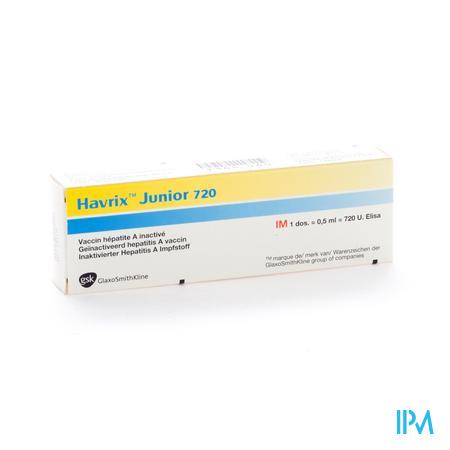 Havrix™ Junior 720
Vaccin hépatite A inactivé
Geïnactiveerd hepatitis A vaccin
Inaktivierter Hepatitis A Impfstoff
IM 1 dos. = 0,5 ml = 720 U. Elisa
™ marque de/ merk van/ Warenzeichen der
GlaxoSmithKline group of companies
gsk GlaxoSmithKline
IPM